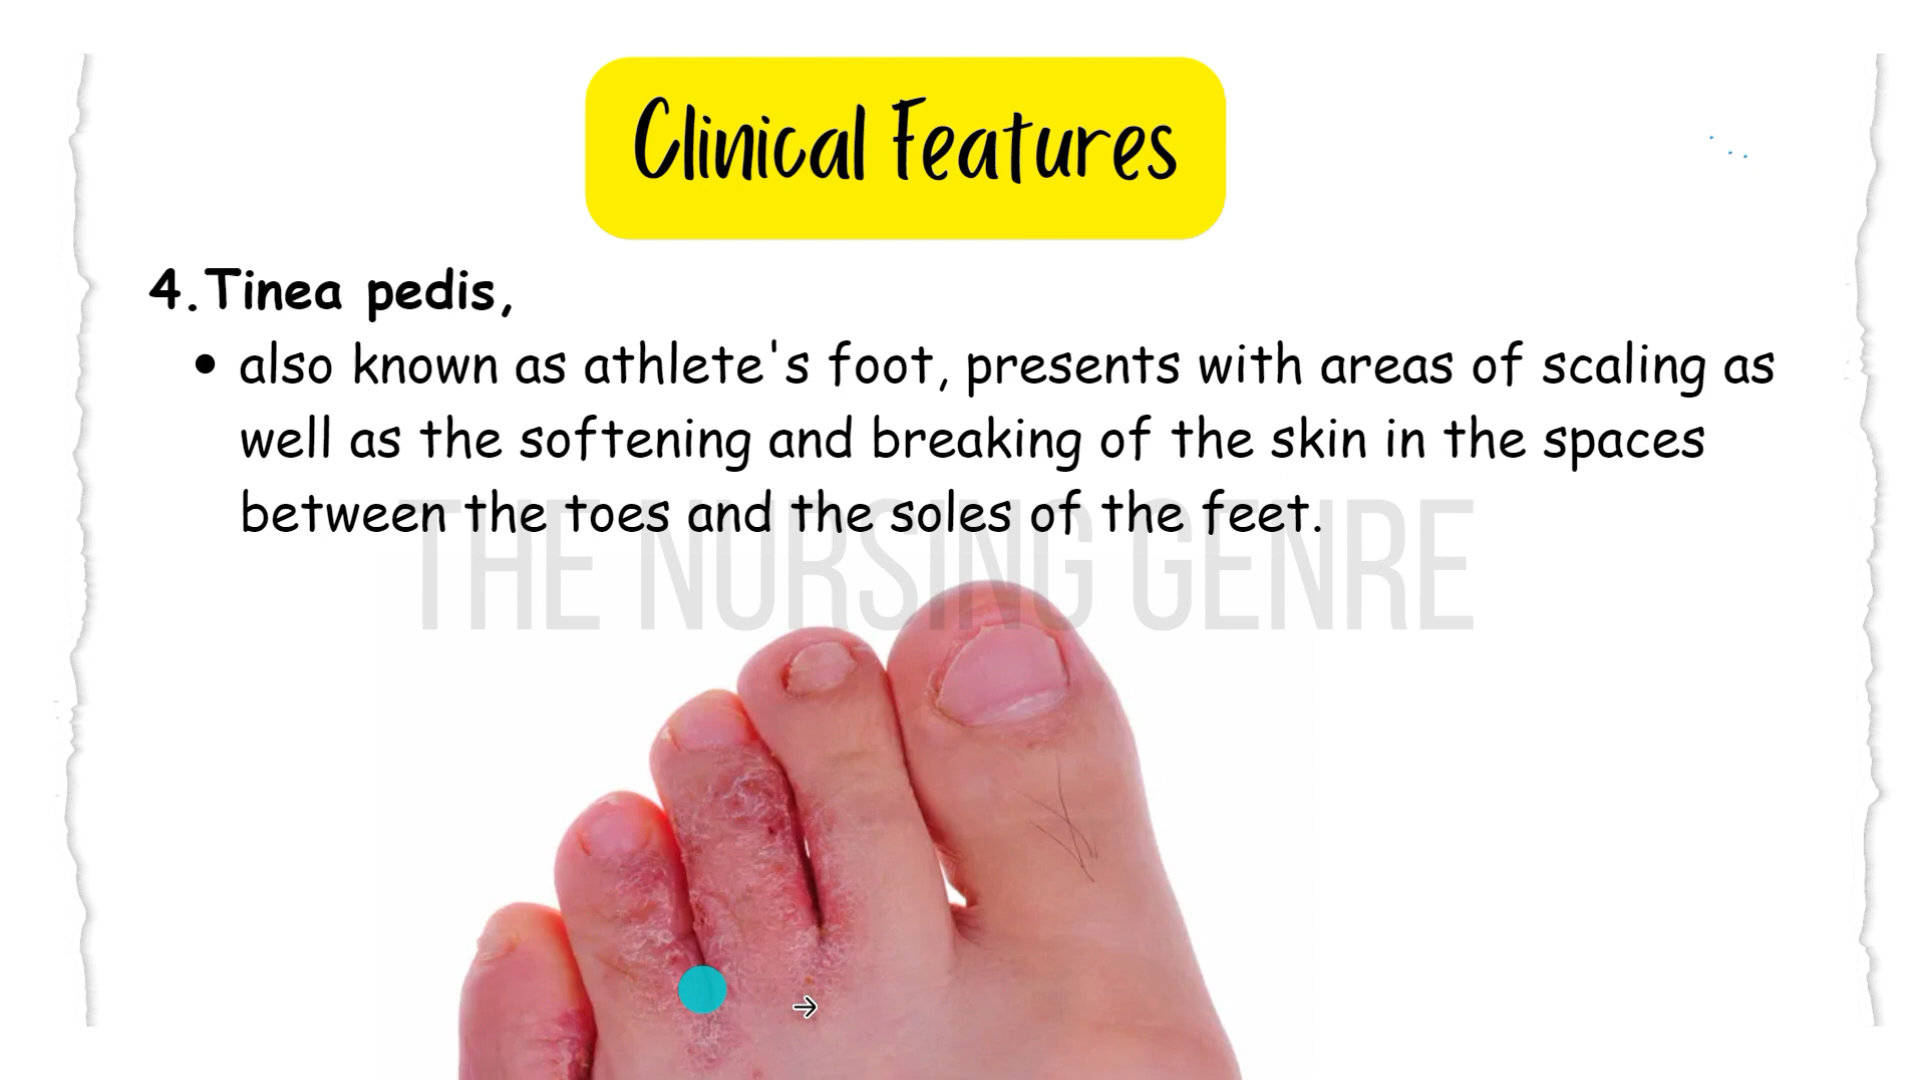 Clinical Features
4.Tinea pedis,
• also known as athlete's foot, presents with areas of scaling as
well as the softening and breaking of the skin in the spaces
between the toes and the soles of the feet.
THE NURSING GENRE